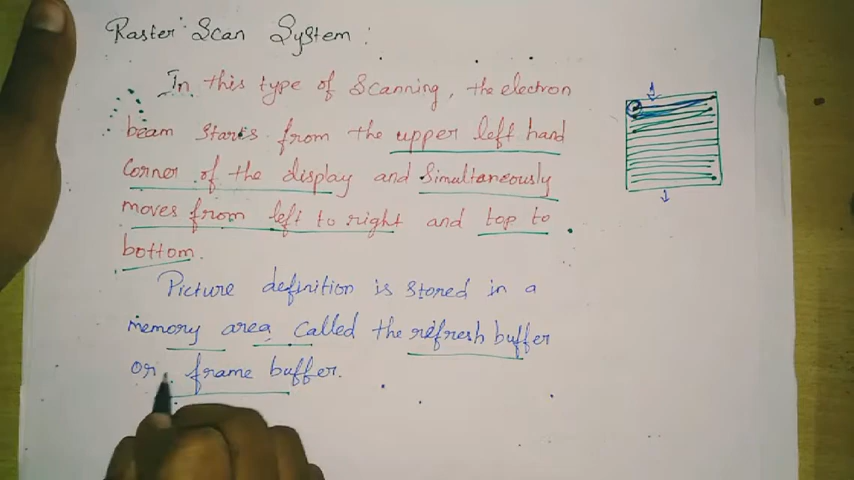 Raster Scan System :
In this type of Scanning, the electron
beam stares from the upper left hand
corner of the display and simultaneously
moves from left to right and top to
bottom.
Picture definition is stored in a
memory area called the refresh buffer
or frame buffer.